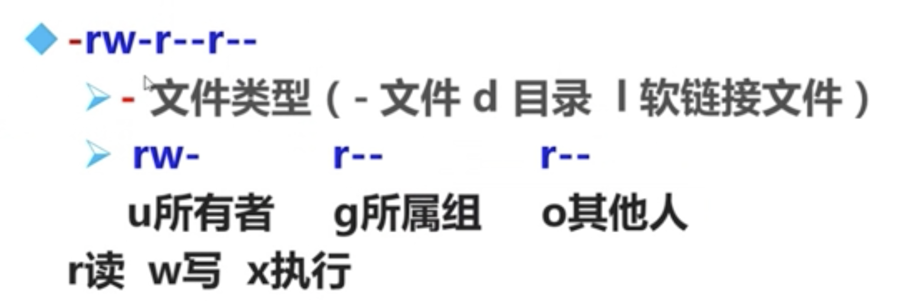 -rw-r--r--
- 文件类型（- 文件 d 目录 l 软链接文件）
rw- r-- r--
u所有者 g所属组 o其他人
r读 w写 x执行